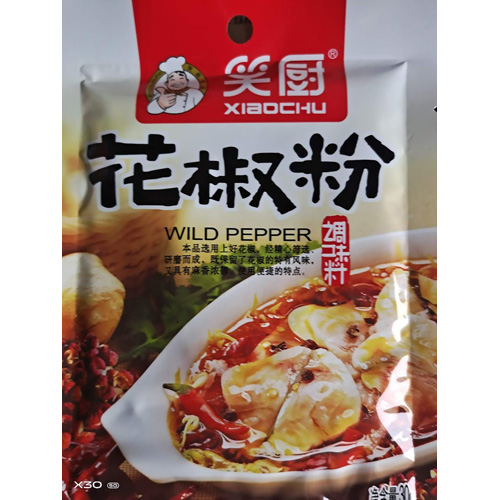 笑厨®
XIAOCHU
花椒粉
WILD PEPPER
调味料
本品选用上好花椒，经精心筛选、
研磨而成，既保留了花椒的特有风味，
又具有麻香浓郁、使用便捷的特点。
X30 5G